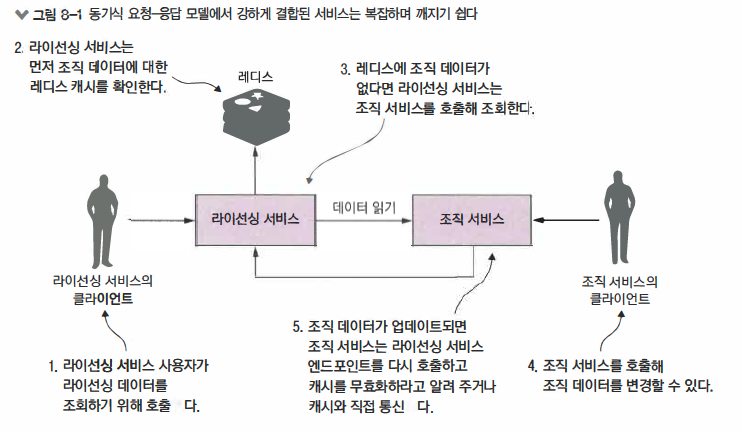 그림 8-1 동기식 요청-응답 모델에서 강하게 결합된 서비스는 복잡하며 깨지기 쉽다
2. 라이선싱 서비스는
먼저 조직 데이터에 대한
레디스 캐시를 확인한다.
레디스
3. 레디스에 조직 데이터가
없다면 라이선싱 서비스는
조직 서비스를 호출해 조회한다.
라이선싱 서비스
데이터 읽기
조직 서비스
라이선싱 서비스의
클라이언트
조직 서비스의
클라이언트
1. 라이선싱 서비스 사용자가
라이선싱 데이터를
조회하기 위해 호출 다.
5. 조직 데이터가 업데이트되면
조직 서비스는 라이선싱 서비스
엔드포인트를 다시 호출하고
캐시를 무효화하라고 알려 주거나
캐시와 직접 통신 다.
4. 조직 서비스를 호출해
조직 데이터를 변경할 수 있다.